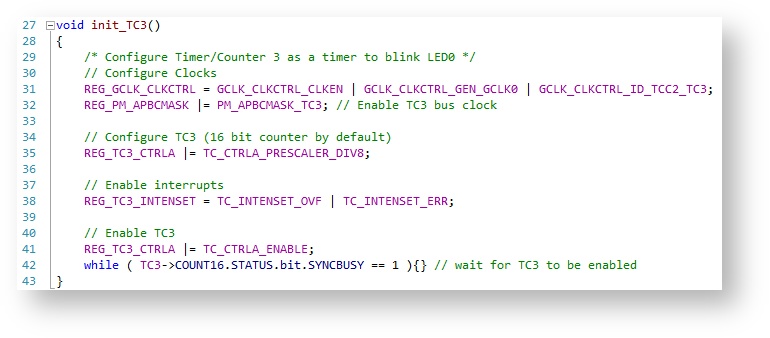 27 void init_TC3()
28 {
29 /* Configure Timer/Counter 3 as a timer to blink LED0 */
30 // Configure Clocks
31 REG_GCLK_CLKCTRL = GCLK_CLKCTRL_CLKEN | GCLK_CLKCTRL_GEN_GCLK0 | GCLK_CLKCTRL_ID_TCC2_TC3;
32 REG_PM_APBCMASK |= PM_APBCMASK_TC3; // Enable TC3 bus clock
33
34 // Configure TC3 (16 bit counter by default)
35 REG_TC3_CTRLA |= TC_CTRLA_PRESCALER_DIV8;
36
37 // Enable interrupts
38 REG_TC3_INTENSET = TC_INTENSET_OVF | TC_INTENSET_ERR;
39
40 // Enable TC3
41 REG_TC3_CTRLA |= TC_CTRLA_ENABLE;
42 while ( TC3->COUNT16.STATUS.bit.SYNCBUSY == 1 ){} // wait for TC3 to be enabled
43 }